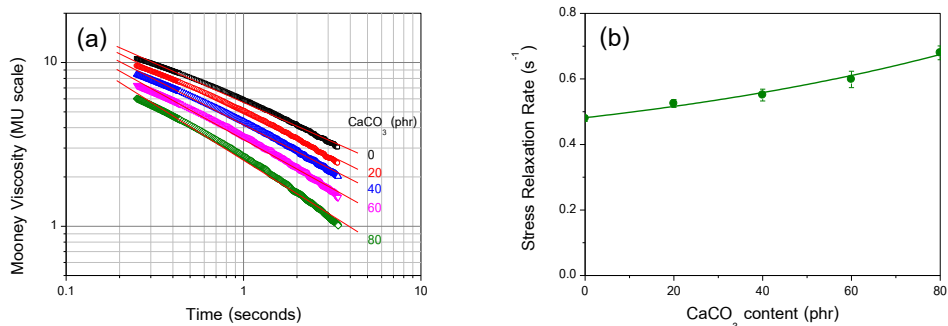 (a)
Mooney Viscosity (MU scale)
10
1
CaCO₃ (phr)
0
20
40
60
80
0.1
1
10
Time (seconds)
(b)
Stress Relaxation Rate (s⁻¹)
0.8
0.6
0.4
0.2
0.0
0
20
40
60
80
CaCO₃ content (phr)